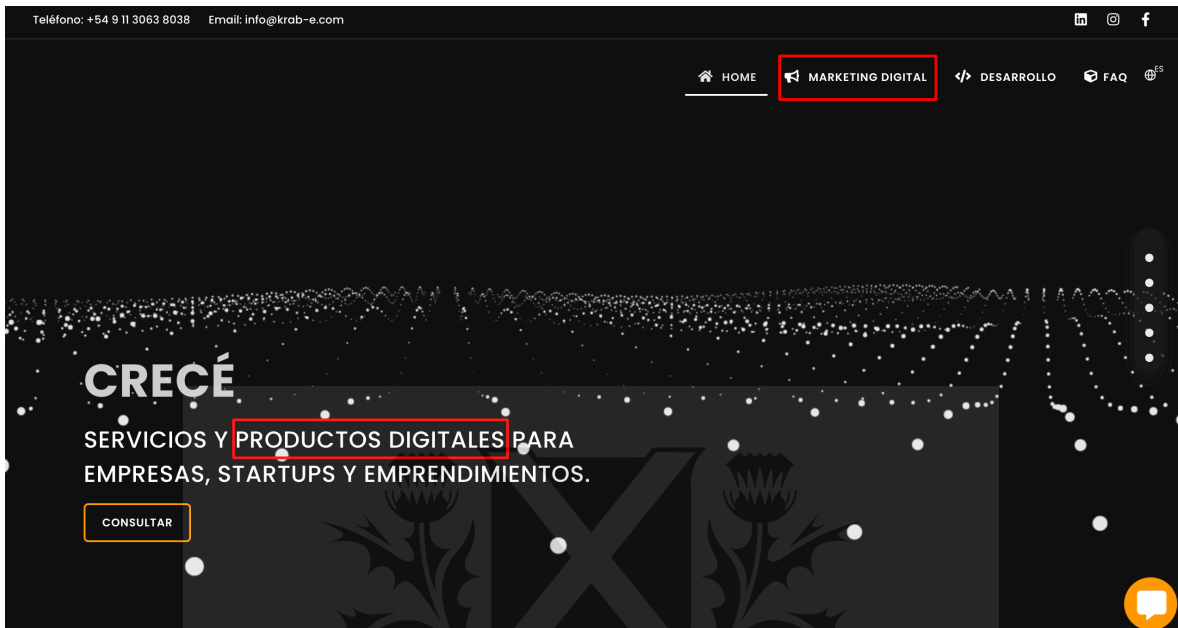 Teléfono: +54 9 11 3063 8038 Email: info@krab-e.com
HOME MARKETING DIGITAL DESARROLLO FAQ ES
CRECÉ
SERVICIOS Y PRODUCTOS DIGITALES PARA
EMPRESAS, STARTUPS Y EMPRENDIMIENTOS.
CONSULTAR